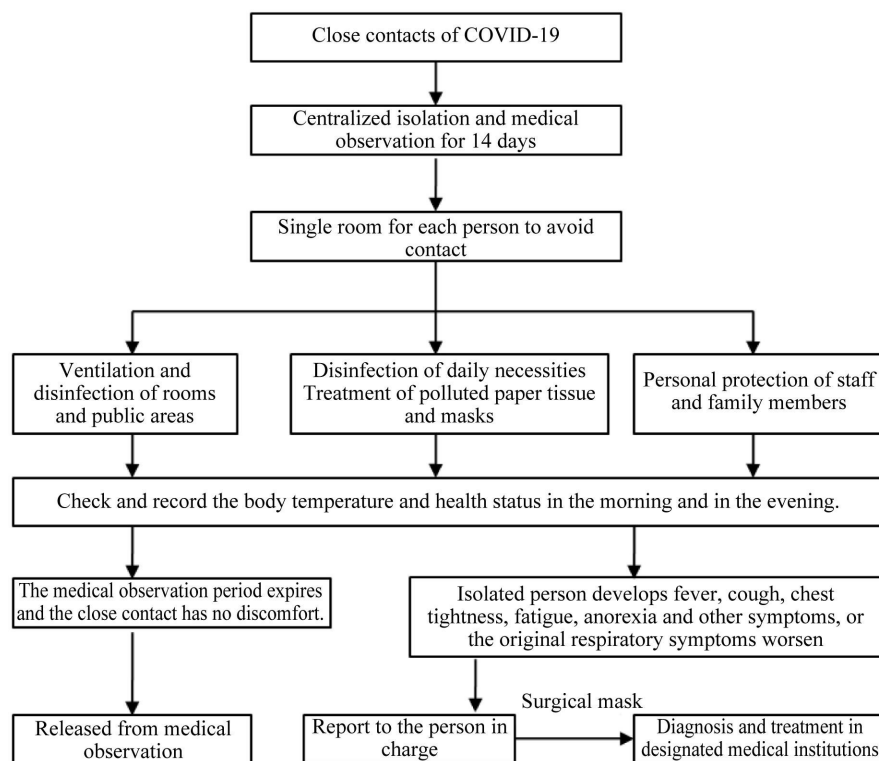 Close contacts of COVID-19
Centralized isolation and medical
observation for 14 days
Single room for each person to avoid
contact
Ventilation and
disinfection of rooms
and public areas
Disinfection of daily necessities
Treatment of polluted paper tissue
and masks
Personal protection of staff
and family members
Check and record the body temperature and health status in the morning and in the evening.
The medical observation period expires
and the close contact has no discomfort.
Isolated person develops fever, cough, chest
tightness, fatigue, anorexia and other symptoms, or
the original respiratory symptoms worsen
Released from medical
observation
Report to the person in
charge
Surgical mask
Diagnosis and treatment in
designated medical institutions